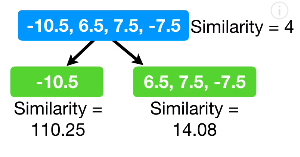 -10.5, 6.5, 7.5, -7.5 Similarity = 4
-10.5 6.5, 7.5, -7.5
Similarity = Similarity =
110.25 14.08